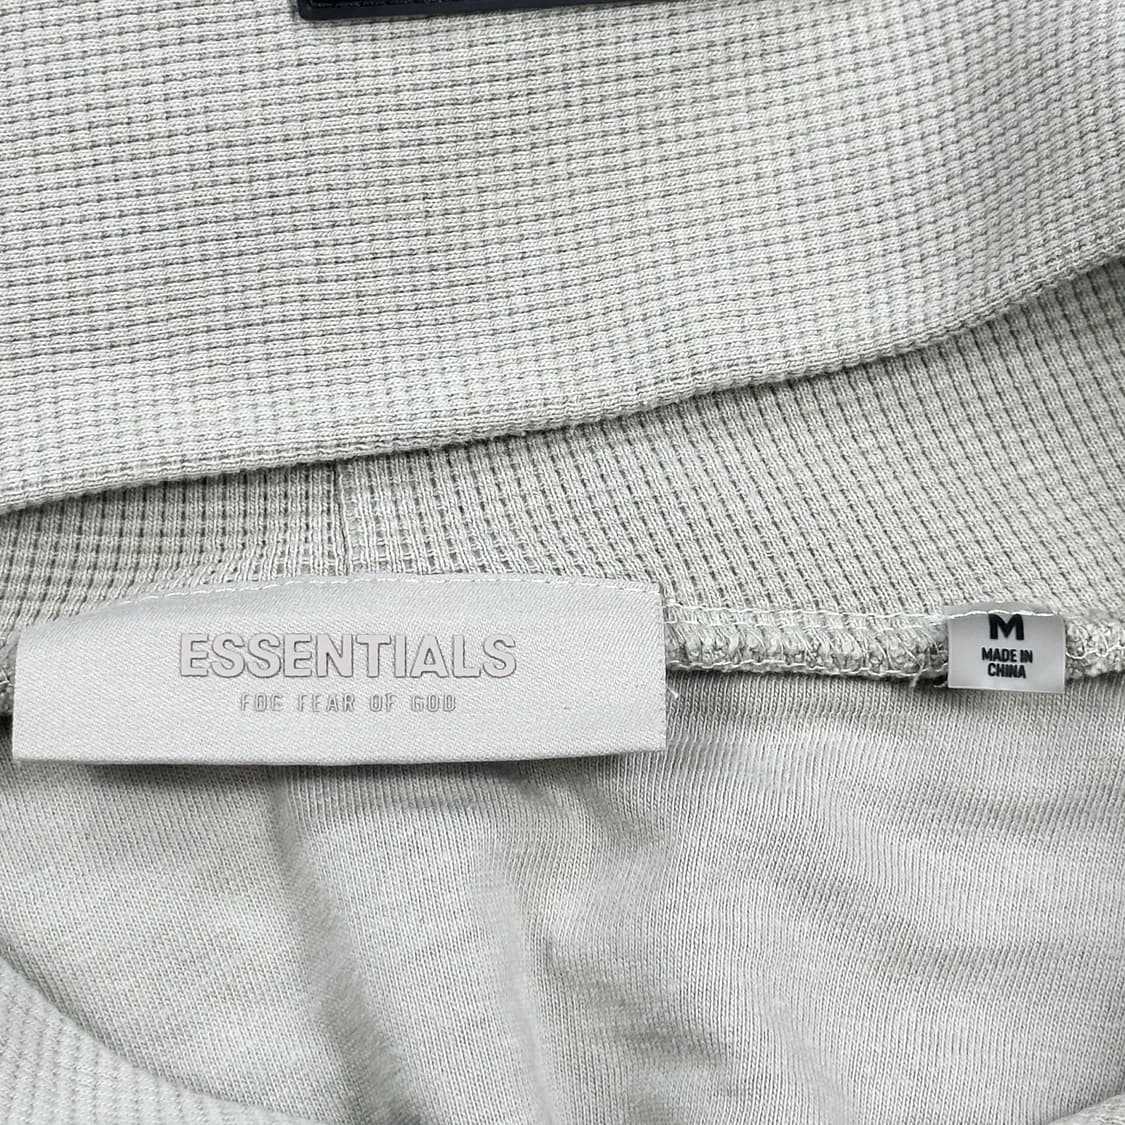 ESSENTIALS
FOG FEAR OF GOD
M
MADE IN
CHINA